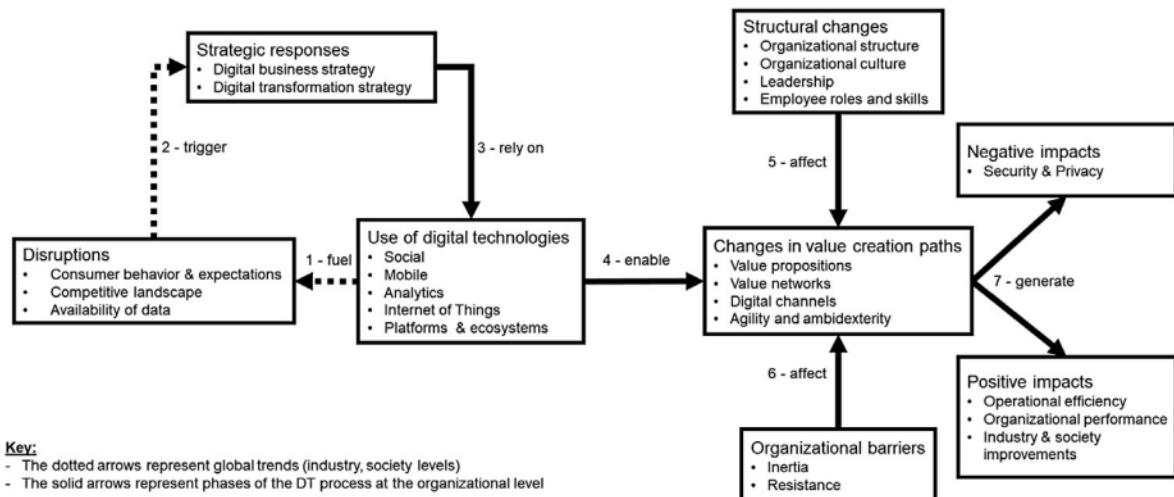 Strategic responses
• Digital business strategy
• Digital transformation strategy
2 - trigger
3 - rely on
Disruptions
• Consumer behavior & expectations
• Competitive landscape
• Availability of data
1 - fuel
Use of digital technologies
• Social
• Mobile
• Analytics
• Internet of Things
• Platforms & ecosystems
4 - enable
Structural changes
• Organizational structure
• Organizational culture
• Leadership
• Employee roles and skills
5 - affect
Changes in value creation paths
• Value propositions
• Value networks
• Digital channels
• Agility and ambidexterity
6 - affect
Organizational barriers
• Inertia
• Resistance
7 - generate
Negative impacts
• Security & Privacy
Positive impacts
• Operational efficiency
• Organizational performance
• Industry & society
improvements
Key:
- The dotted arrows represent global trends (industry, society levels)
- The solid arrows represent phases of the DT process at the organizational level